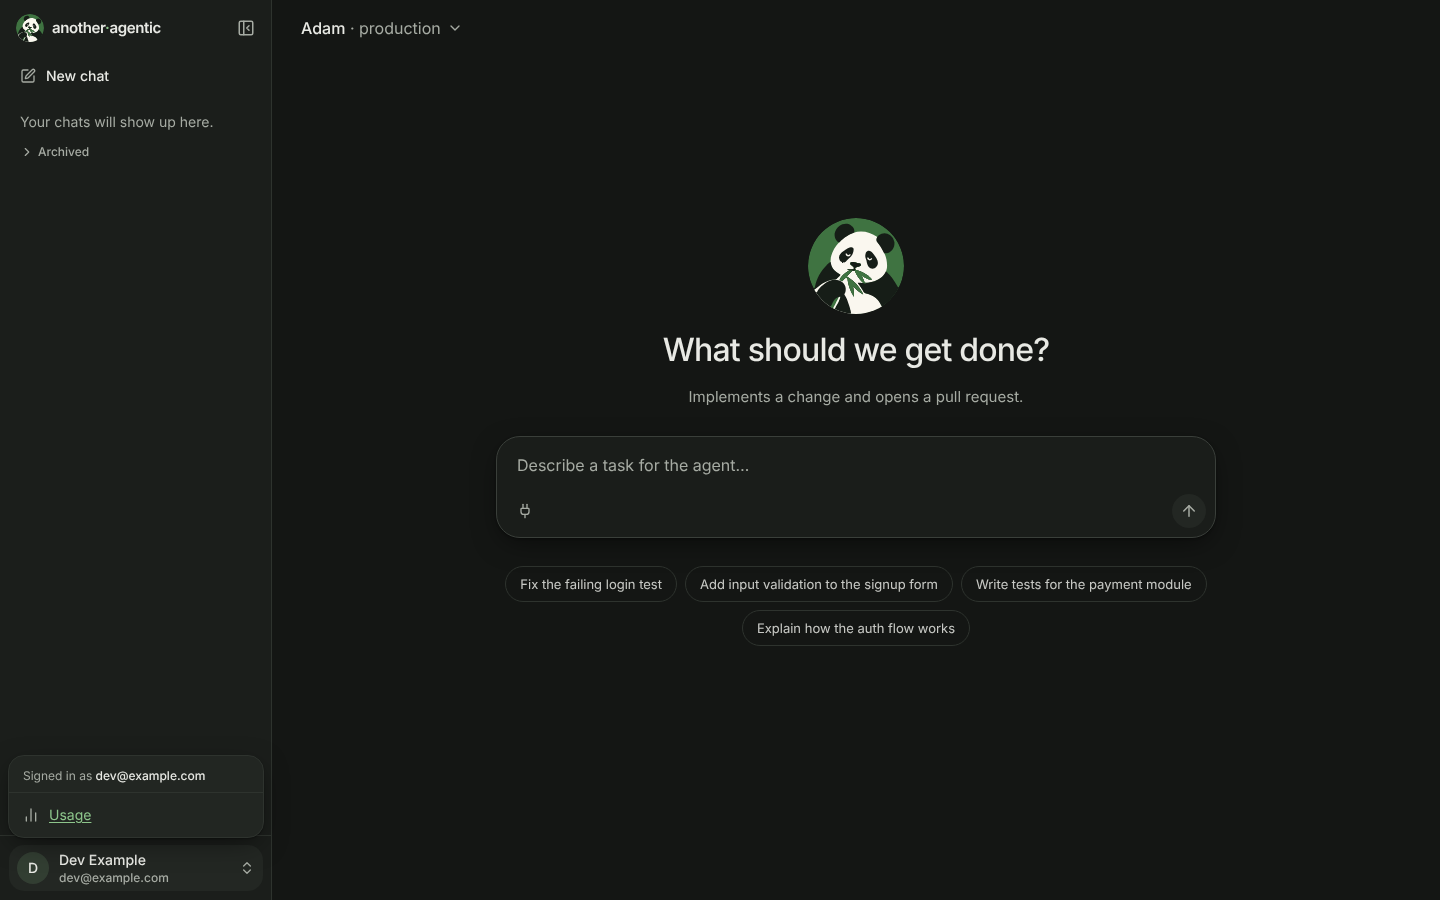 another·agentic
New chat
Your chats will show up here.
Archived
Adam · production
What should we get done?
Implements a change and opens a pull request.
Describe a task for the agent...
Fix the failing login test
Add input validation to the signup form
Write tests for the payment module
Explain how the auth flow works
Signed in as dev@example.com
Usage
D
Dev Example
dev@example.com